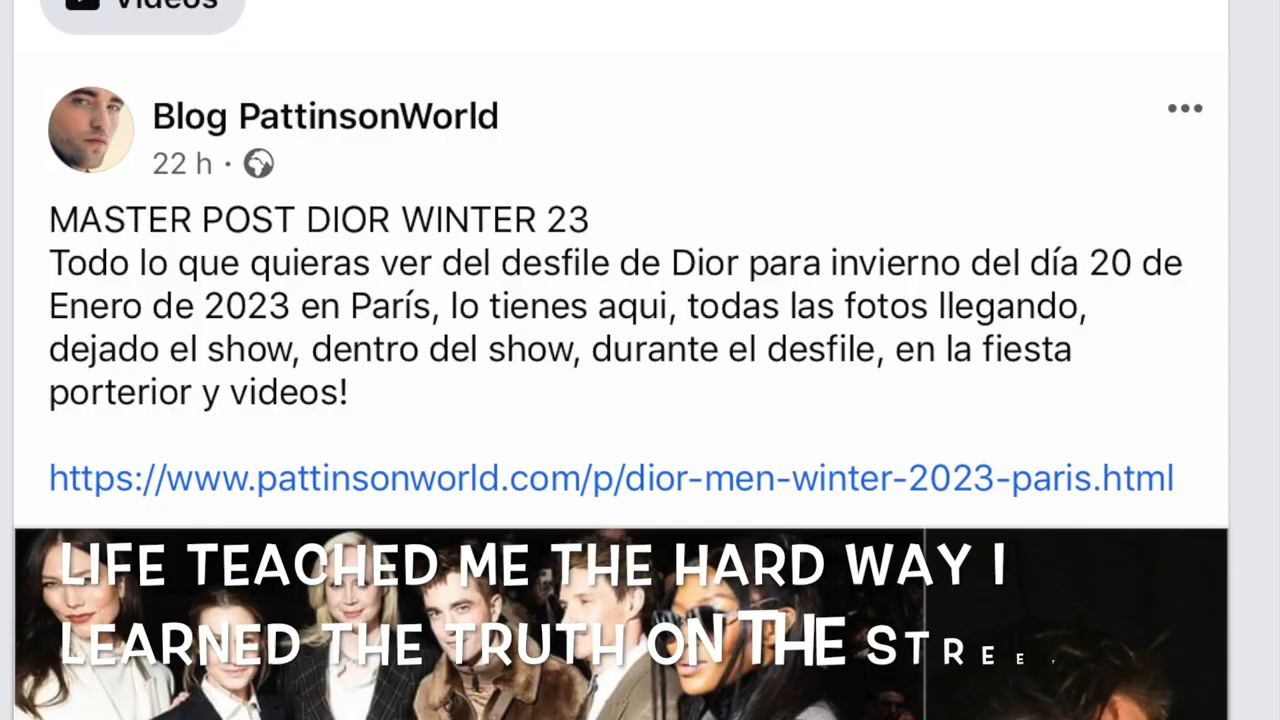 Videos
Blog PattinsonWorld
22 h ·
MASTER POST DIOR WINTER 23
Todo lo que quieras ver del desfile de Dior para invierno del día 20 de
Enero de 2023 en París, lo tienes aqui, todas las fotos llegando,
dejado el show, dentro del show, durante el desfile, en la fiesta
porterior y videos!
https://www.pattinsonworld.com/p/dior-men-winter-2023-paris.html
LIFE TEACHED ME THE HARD WAY I
LEARNED THE TRUTH ON THE STREET